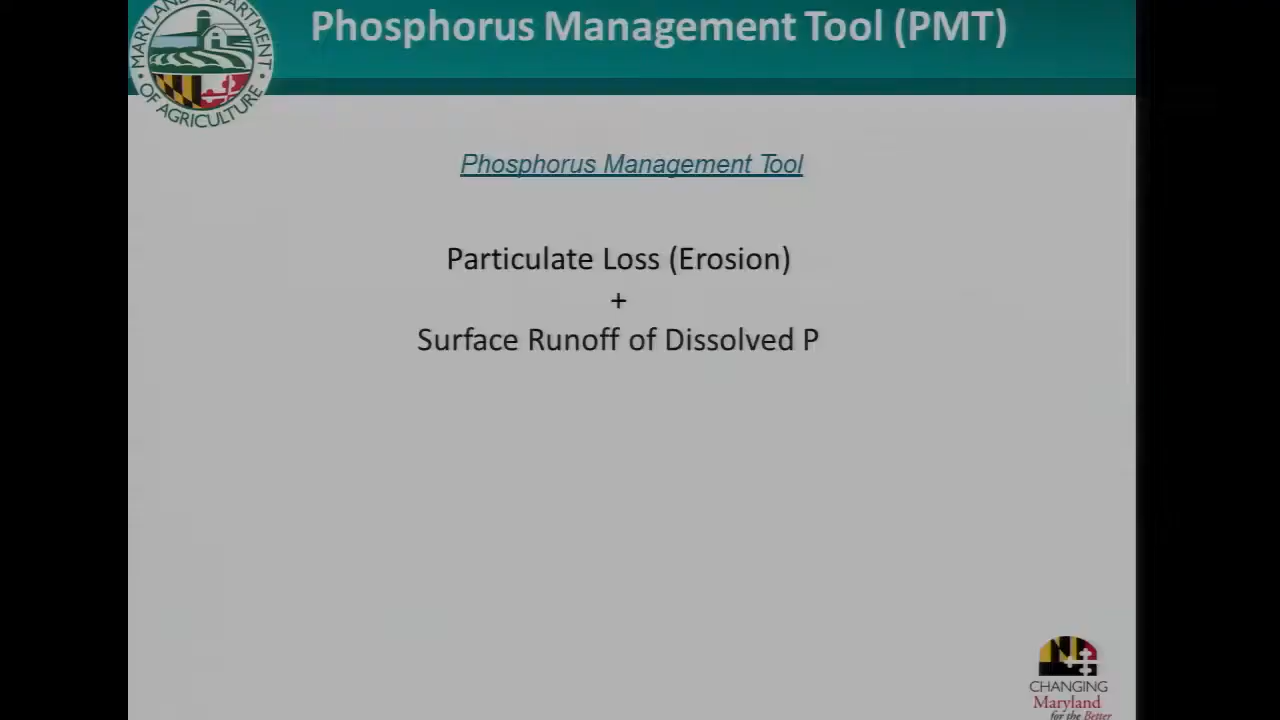 Phosphorus Management Tool (PMT)
MARYLAND DEPARTMENT
OF AGRICULTURE
Phosphorus Management Tool
Particulate Loss (Erosion)
+
Surface Runoff of Dissolved P
CHANGING
Maryland
for the Better